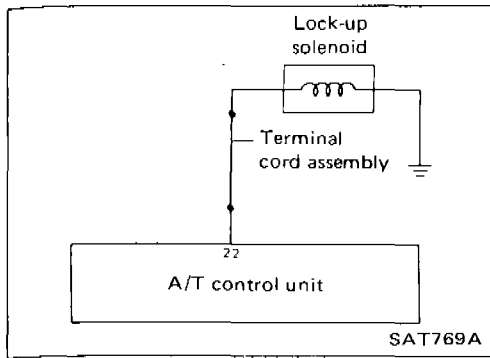 Lock-up
solenoid
Terminal
cord assembly
22
A/T control unit
SAT769A